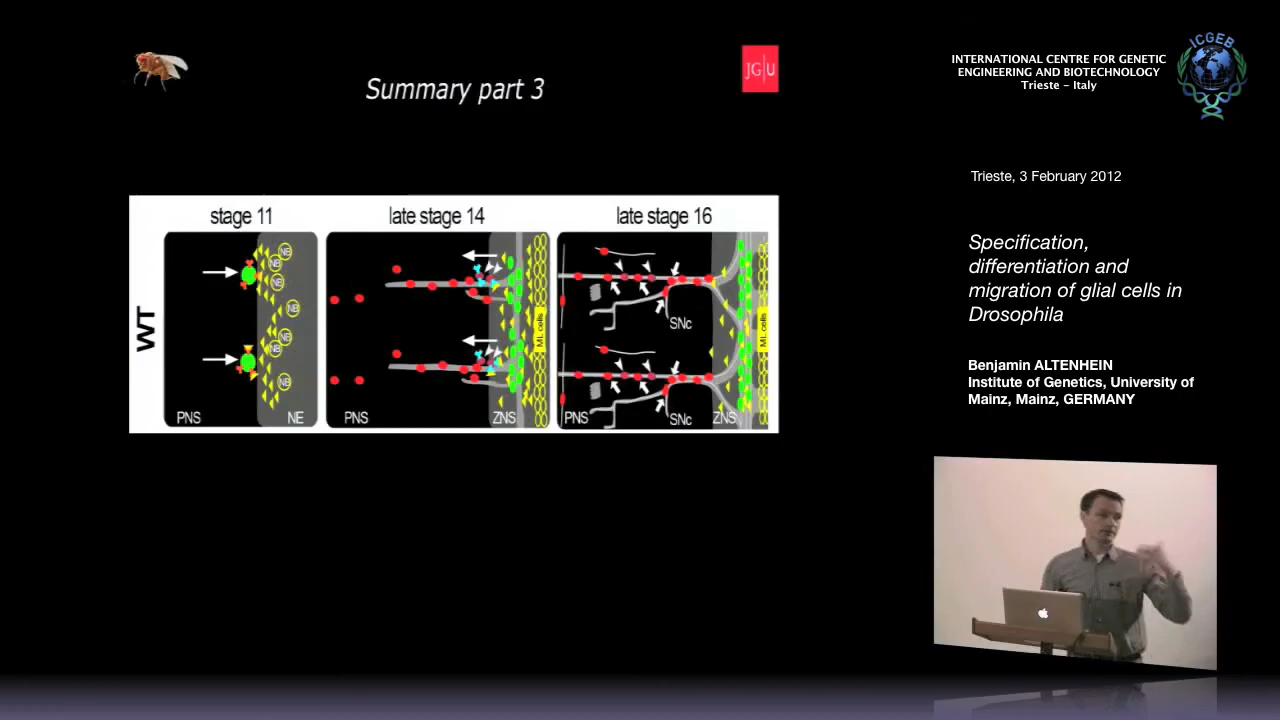 Summary part 3
JG|U
stage 11
late stage 14
late stage 16
WT
NB
NB
NB
NB
NB
NB
NB
PNS
NE
PNS
ZNS
ML cells
SNc
PNS
SNc
ZNS
ML cells
INTERNATIONAL CENTRE FOR GENETIC
ENGINEERING AND BIOTECHNOLOGY
Trieste - Italy
ICGEB
Trieste, 3 February 2012
Specification,
differentiation and
migration of glial cells in
Drosophila
Benjamin ALTENHEIN
Institute of Genetics, University of
Mainz, Mainz, GERMANY